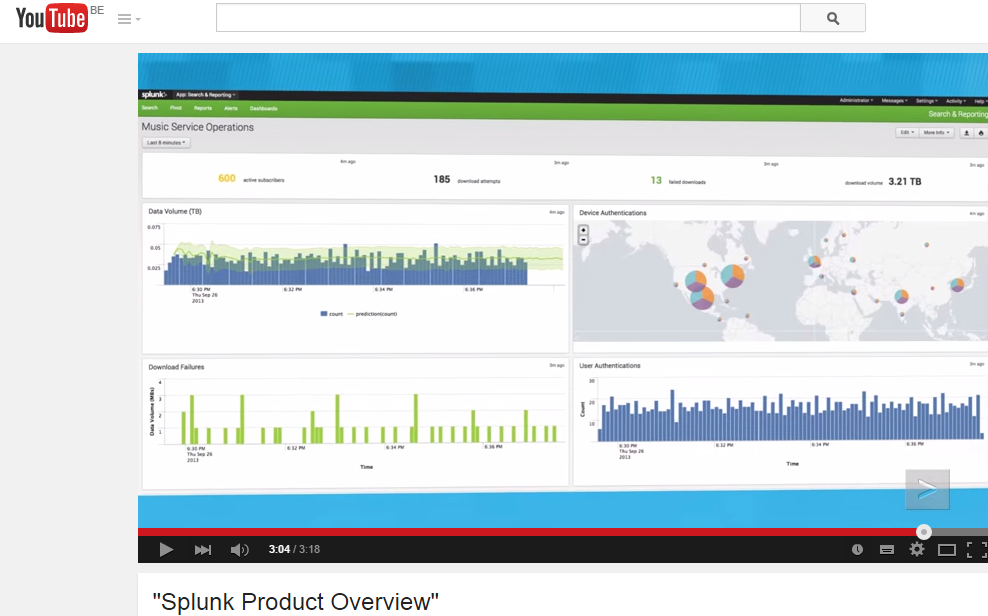 YouTube BE
splunk> App: Search & Reporting
Administrator Messages Settings Activity Help
Search Pivot Reports Alerts Dashboards
Search & Reporting
Music Service Operations
Edit More Info
Last 8 minutes
4m ago 3m ago 3m ago 3m ago
600 active subscribers 185 download attempts 13 failed downloads download volume 3.21 TB
Data Volume (TB) 4m ago
0.075
0.05
0.025
6:30 PM 6:32 PM 6:34 PM 6:36 PM
Thu Sep 26
2013
count prediction(count)
Device Authentications 4m ago
+
-
Download Failures 3m ago
Data Volume (MBs)
4
3
2
1
6:30 PM 6:32 PM 6:34 PM 6:36 PM
Thu Sep 26
2013
Time
User Authentications 3m ago
Count
30
20
10
6:30 PM 6:32 PM 6:34 PM 6:36 PM
Thu Sep 26
2013
Time
3:04 / 3:18
"Splunk Product Overview"